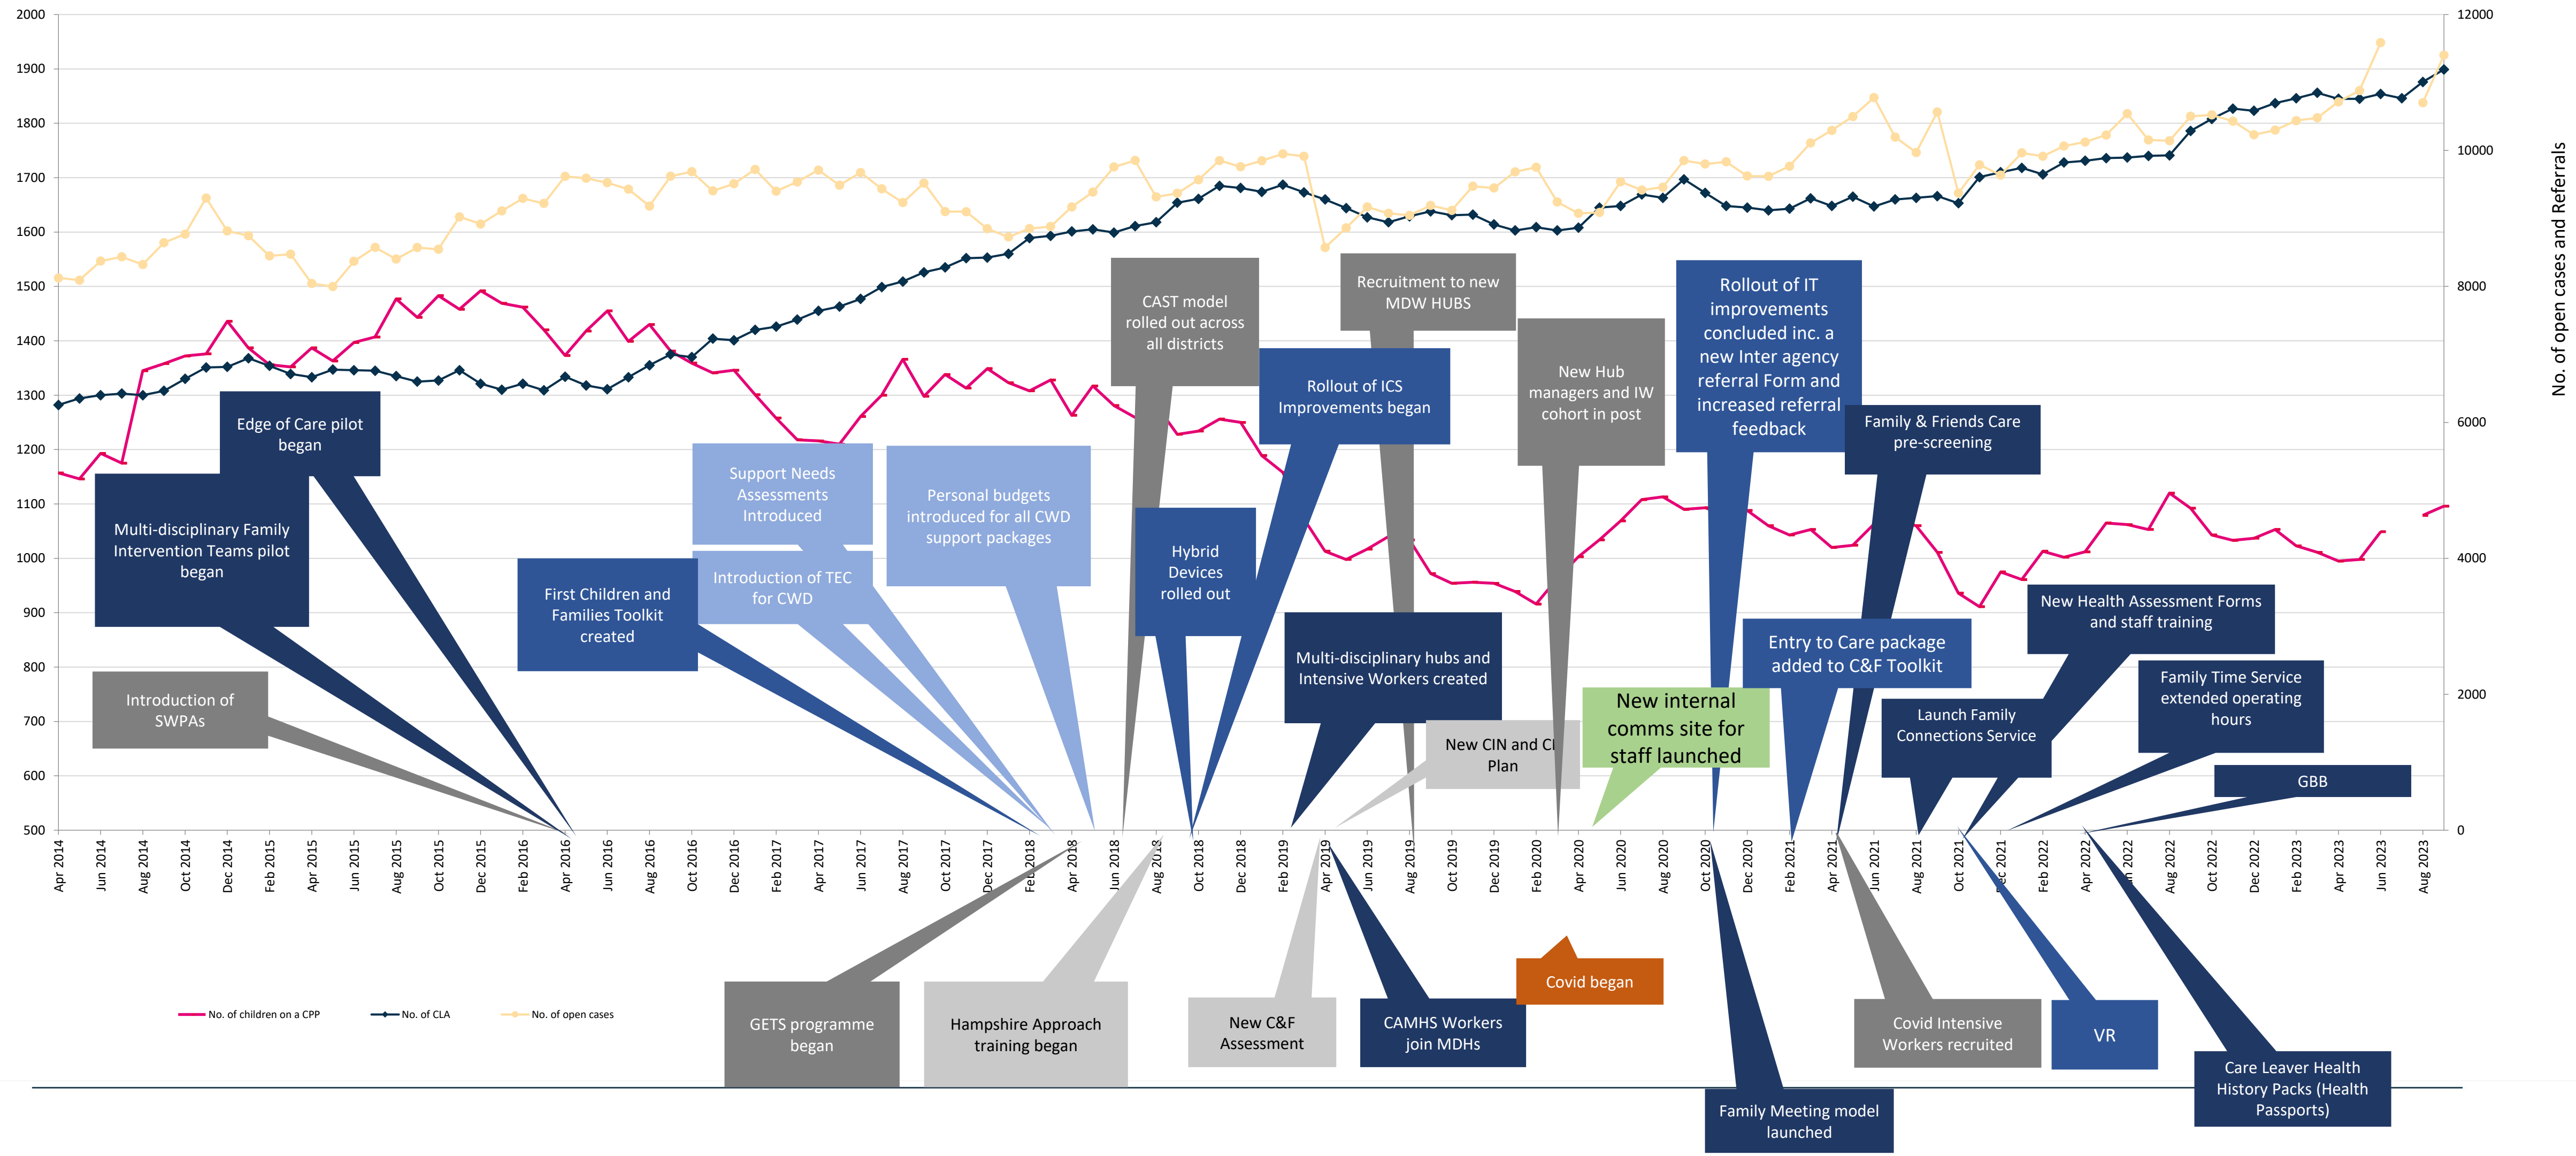 2000
1900
1800
1700
1600
1500
1400
1300
1200
1100
1000
900
800
700
600
500
12000
10000
8000
6000
4000
2000
0
No. of open cases and Referrals
Edge of Care pilot
began
Multi-disciplinary Family
Intervention Teams pilot
began
Introduction of
SWPAs
First Children and
Families Toolkit
created
Support Needs
Assessments
Introduced
Introduction of TEC
for CWD
Personal budgets
introduced for all CWD
support packages
CAST model
rolled out across
all districts
Hybrid
Devices
rolled out
Rollout of ICS
Improvements began
Recruitment to new
MDW HUBS
Multi-disciplinary hubs and
Intensive Workers created
New CIN and
Plan
New Hub
managers and IW
cohort in post
New internal
comms site for
staff launched
Rollout of IT
improvements
concluded inc. a
new Inter agency
referral Form and
increased referral
feedback
Family & Friends Care
pre-screening
Entry to Care package
added to C&F Toolkit
Launch Family
Connections Service
New Health Assessment Forms
and staff training
Family Time Service
extended operating
hours
GBB
Apr 2014
Jun 2014
Aug 2014
Oct 2014
Dec 2014
Feb 2015
Apr 2015
Jun 2015
Aug 2015
Oct 2015
Dec 2015
Feb 2016
Apr 2016
Jun 2016
Aug 2016
Oct 2016
Dec 2016
Feb 2017
Apr 2017
Jun 2017
Aug 2017
Oct 2017
Dec 2017
Feb 2018
Apr 2018
Jun 2018
Aug 2018
Oct 2018
Dec 2018
Feb 2019
Apr 2019
Jun 2019
Aug 2019
Oct 2019
Dec 2019
Feb 2020
Apr 2020
Jun 2020
Aug 2020
Oct 2020
Dec 2020
Feb 2021
Apr 2021
Jun 2021
Aug 2021
Oct 2021
Dec 2021
Feb 2022
Apr 2022
Jun 2022
Aug 2022
Oct 2022
Dec 2022
Feb 2023
Apr 2023
Jun 2023
Aug 2023
No. of children on a CPP
No. of CLA
No. of open cases
GETS programme
began
Hampshire Approach
training began
New C&F
Assessment
CAMHS Workers
join MDHs
Covid began
Family Meeting model
launched
Covid Intensive
Workers recruited
VR
Care Leaver Health
History Packs (Health
Passports)